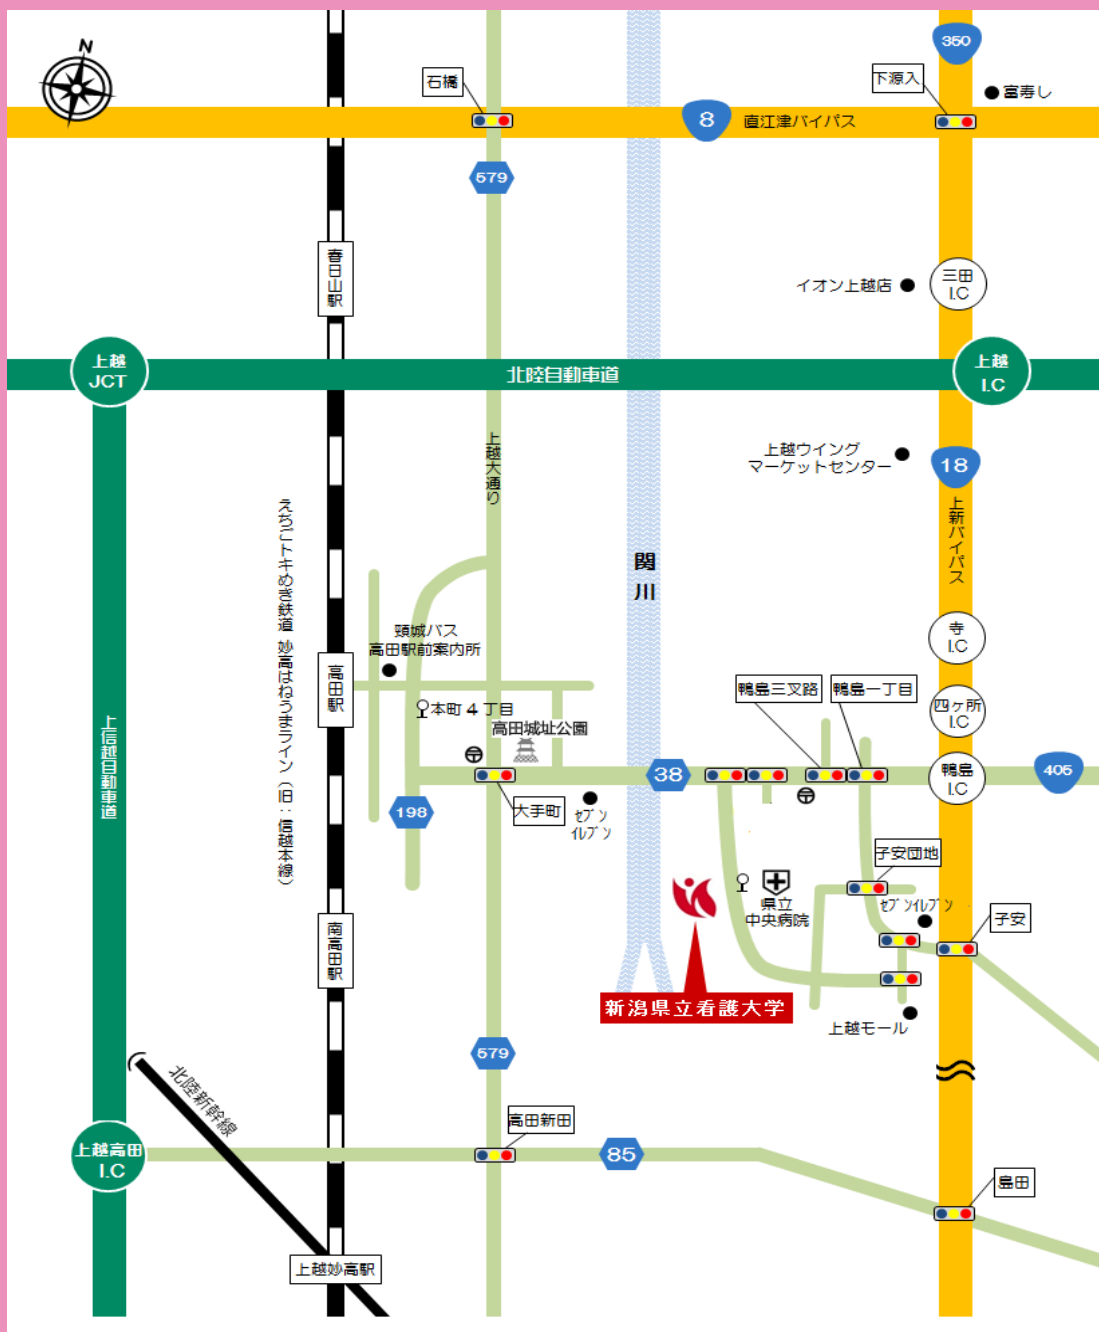 N
350
石橋
下源入
富寿し
8
直江津バイパス
579
春日山駅
イオン上越店
三田
I.C
上越
JCT
北陸自動車道
上越
I.C
上越大通り
上越ウイング
マーケットセンター
18
上新バイパス
えちごトキめき鉄道 妙高はねうまライン（旧：信越本線）
関川
寺
I.C
頸城バス
高田駅前案内所
高田駅
鴨島三叉路
鴨島一丁目
四ヶ所
I.C
本町４丁目
高田城址公園
上信越自動車道
38
鴨島
I.C
405
198
大手町
セブン
イレブン
子安団地
県立
中央病院
セブンイレブン
子安
南高田駅
新潟県立看護大学
上越モール
579
北陸新幹線
高田新田
上越高田
I.C
85
島田
上越妙高駅